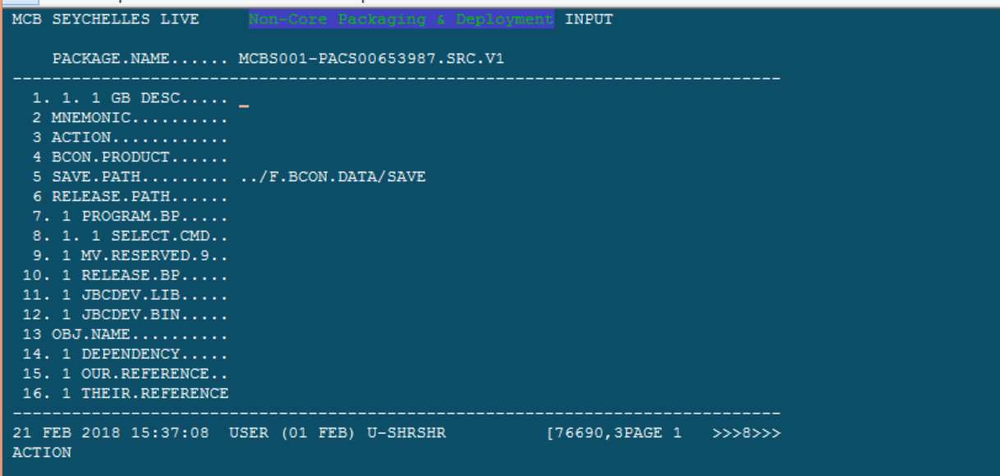 MCB SEYCHELLES LIVE Non-Core Packaging & Deployment INPUT
PACKAGE.NAME...... MCBS001-PACS00653987.SRC.V1
------------------------------------------------------------------------------
1. 1. 1 GB DESC..... _
2 MNEMONIC..........
3 ACTION............
4 BCON.PRODUCT......
5 SAVE.PATH......... ../F.BCON.DATA/SAVE
6 RELEASE.PATH......
7. 1 PROGRAM.BP.....
8. 1. 1 SELECT.CMD..
9. 1 MV.RESERVED.9..
10. 1 RELEASE.BP.....
11. 1 JBCDEV.LIB.....
12. 1 JBCDEV.BIN.....
13 OBJ.NAME..........
14. 1 DEPENDENCY.....
15. 1 OUR.REFERENCE..
16. 1 THEIR.REFERENCE
------------------------------------------------------------------------------
21 FEB 2018 15:37:08 USER (01 FEB) U-SHRSHR [76690,3PAGE 1 >>>8>>>
ACTION